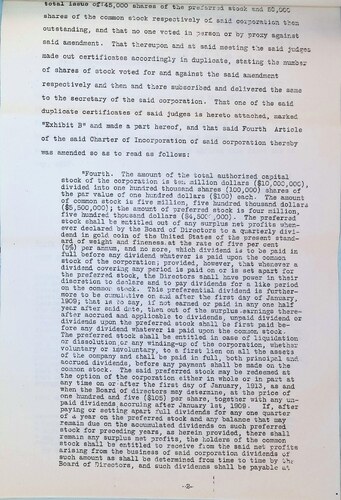 total issue of 45,000 shares of the preferred stock and 50,000
shares of the common stock respectively of said corporation then
outstanding, and that no one voted in person or by proxy against
said amendment. That thereupon and at said meeting the said judges
made out certificates accordingly in duplicate, stating the number
of shares of stock voted for and against the said amendment
respectively and then and there subscribed and delivered the same
to the secretary of the said corporation. That one of the said
duplicate certificates of said judges is hereto attached, marked
"Exhibit B" and made a part hereof, and that said Fourth Article
of the said Charter of Incorporation of said corporation thereby
was amended so as to read as follows:
"Fourth. The amount of the total authorized capital
stock of the corporation is ten million dollars ($10,000,000),
divided into one hundred thousand shares (100,000) shares of
the par value of one hundred ($100) each. The amount of
common stock is five million, five hundred thousand dollars
($5,500,000); the amount of preferred stock is four million,
five hundred thousand dollars ($4,500,000). The preferred
stock shall be entitled out of any surplus net profits when-
ever declared by the Board of Directors to a quarterly divi-
dend in gold coin of the United States of the present stand-
ard of weight and fineness at the rate of five per cent
(5%) per annum, and no more, which dividend is to be paid in
full before any dividend whatever is paid upon the common
stock of the corporation; provided, however, that whenever a
dividend covering any period is paid on or is set apart for
the preferred stock, the Directors shall have power in their
discretion to declare and to pay dividends for a like period
on the common stock. This preferential dividend is further-
more to be cumulative on and after the first day of January,
1909; that is to say, if not earned or paid in any one half
year after said date, then out of the surplus earnings there-
after accrued and applicable to dividends, unpaid dividend or
dividends upon the preferred stock shall be first paid be-
fore any dividend whatever is paid upon the common stock.
The preferred stock shall be entitled in case of liquidation
or dissolution or any winding-up of the corporation, whether
voluntary or involuntary, to a first lien on all the assets
of the company and shall be paid in full, both principal and
accrued dividends, before any payment shall be made on the
common stock. The said preferred stock may be redeemed at
the option of the corporation either in whole or in part at
any time on or after the first day of January, 1913, as and
when the Board of directors may determine, at the price of
one hundred and five ($105) per share, together with any un-
paid dividends accruing after January 1st, 1909. If, after
paying or setting apart full dividends for any one quarter
of a year on the preferred stock and any balance that may
remain due on the accumulated dividends on such preferred
stock for preceding years, as herein provided, there shall
remain any surplus net profits, the holders of the common
stock shall be entitled to receive from the said net profits
arising from the business of said corporation dividends of
such amount as shall be determined from time to time by the
Board of Directors, and such dividends shall be payable at
-2-